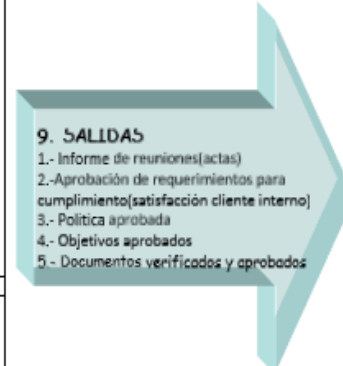 9. SALIDAS
1.- Informe de reuniones(actas)
2.-Aprobación de requerimientos para
cumplimiento(satisfacción cliente interno)
3.- Politica aprobada
4.- Objetivos aprobados
5.- Documentos verificados y aprobados